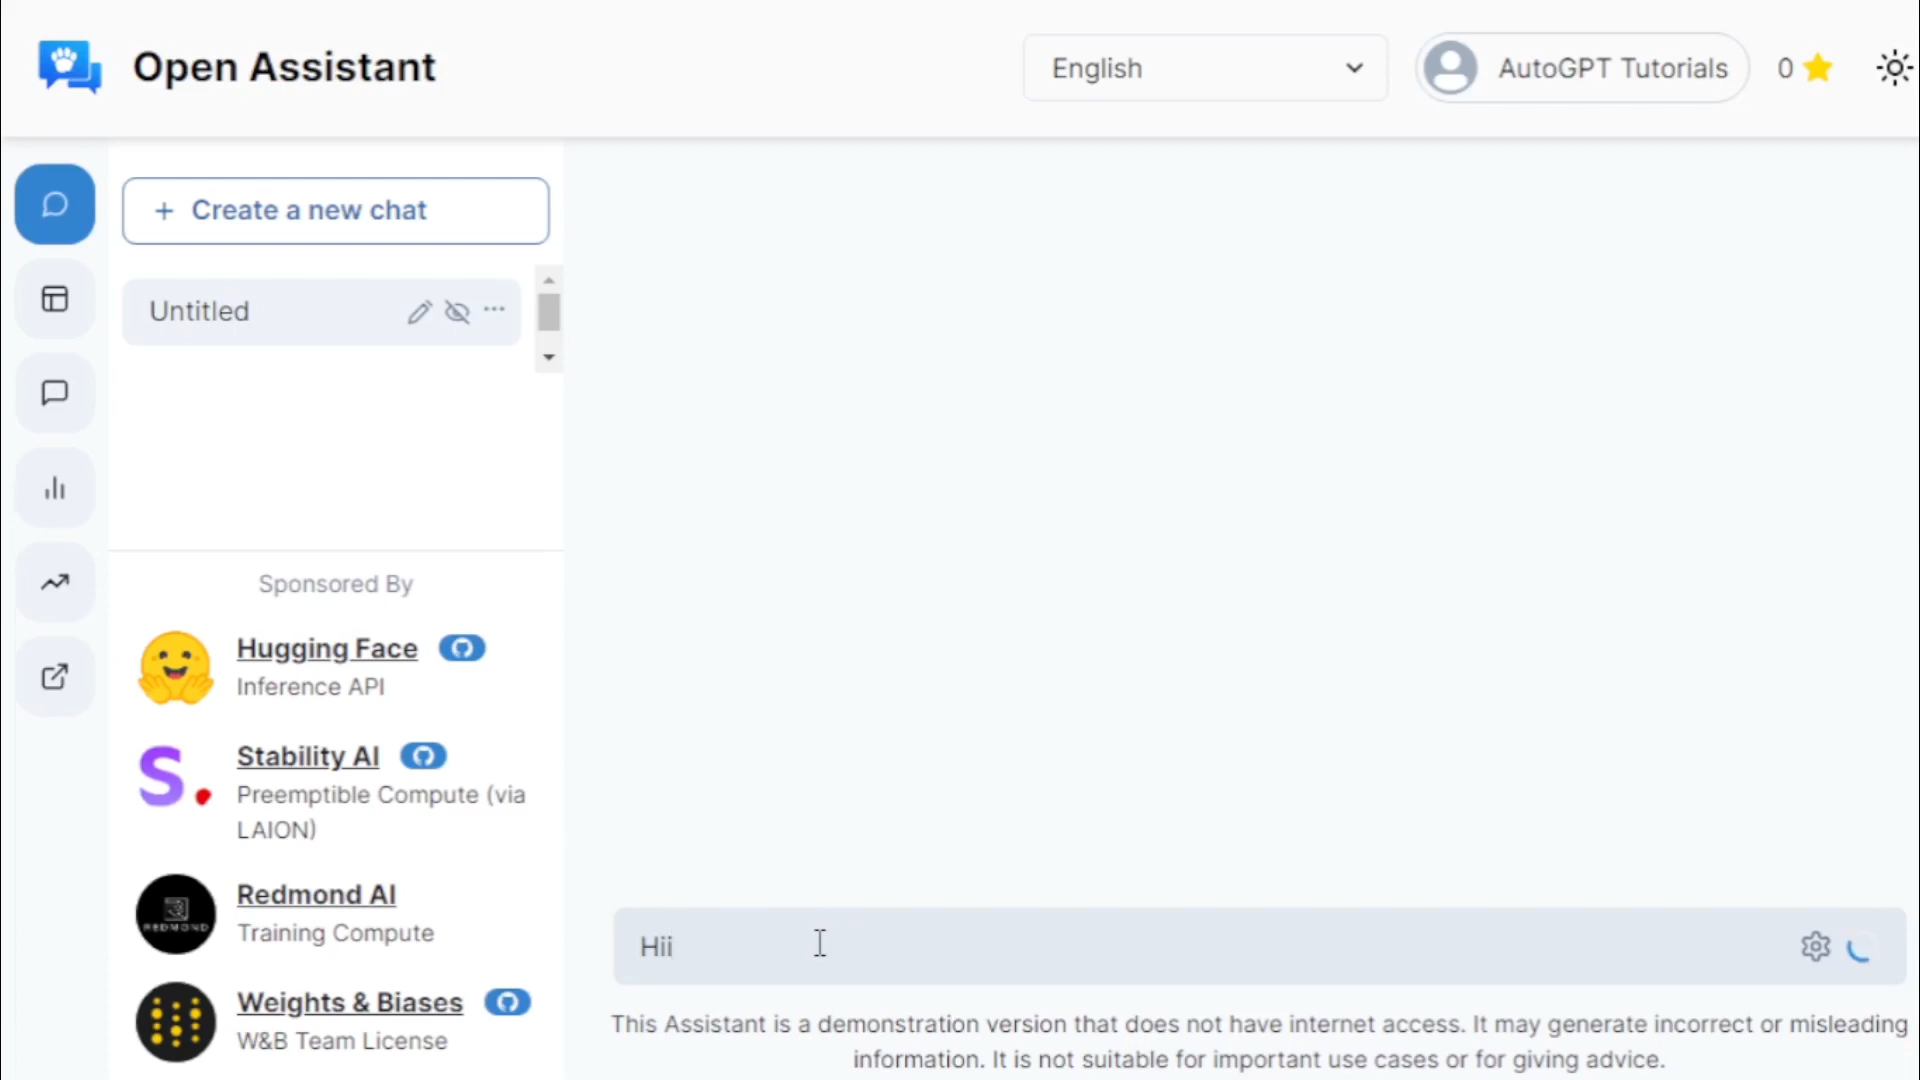 Open Assistant
English
AutoGPT Tutorials
0
+ Create a new chat
Untitled
Sponsored By
Hugging Face
Inference API
Stability AI
Preemptible Compute (via
LAION)
REDMOND
Redmond AI
Training Compute
Weights & Biases
W&B Team License
Hii
This Assistant is a demonstration version that does not have internet access. It may generate incorrect or misleading
information. It is not suitable for important use cases or for giving advice.